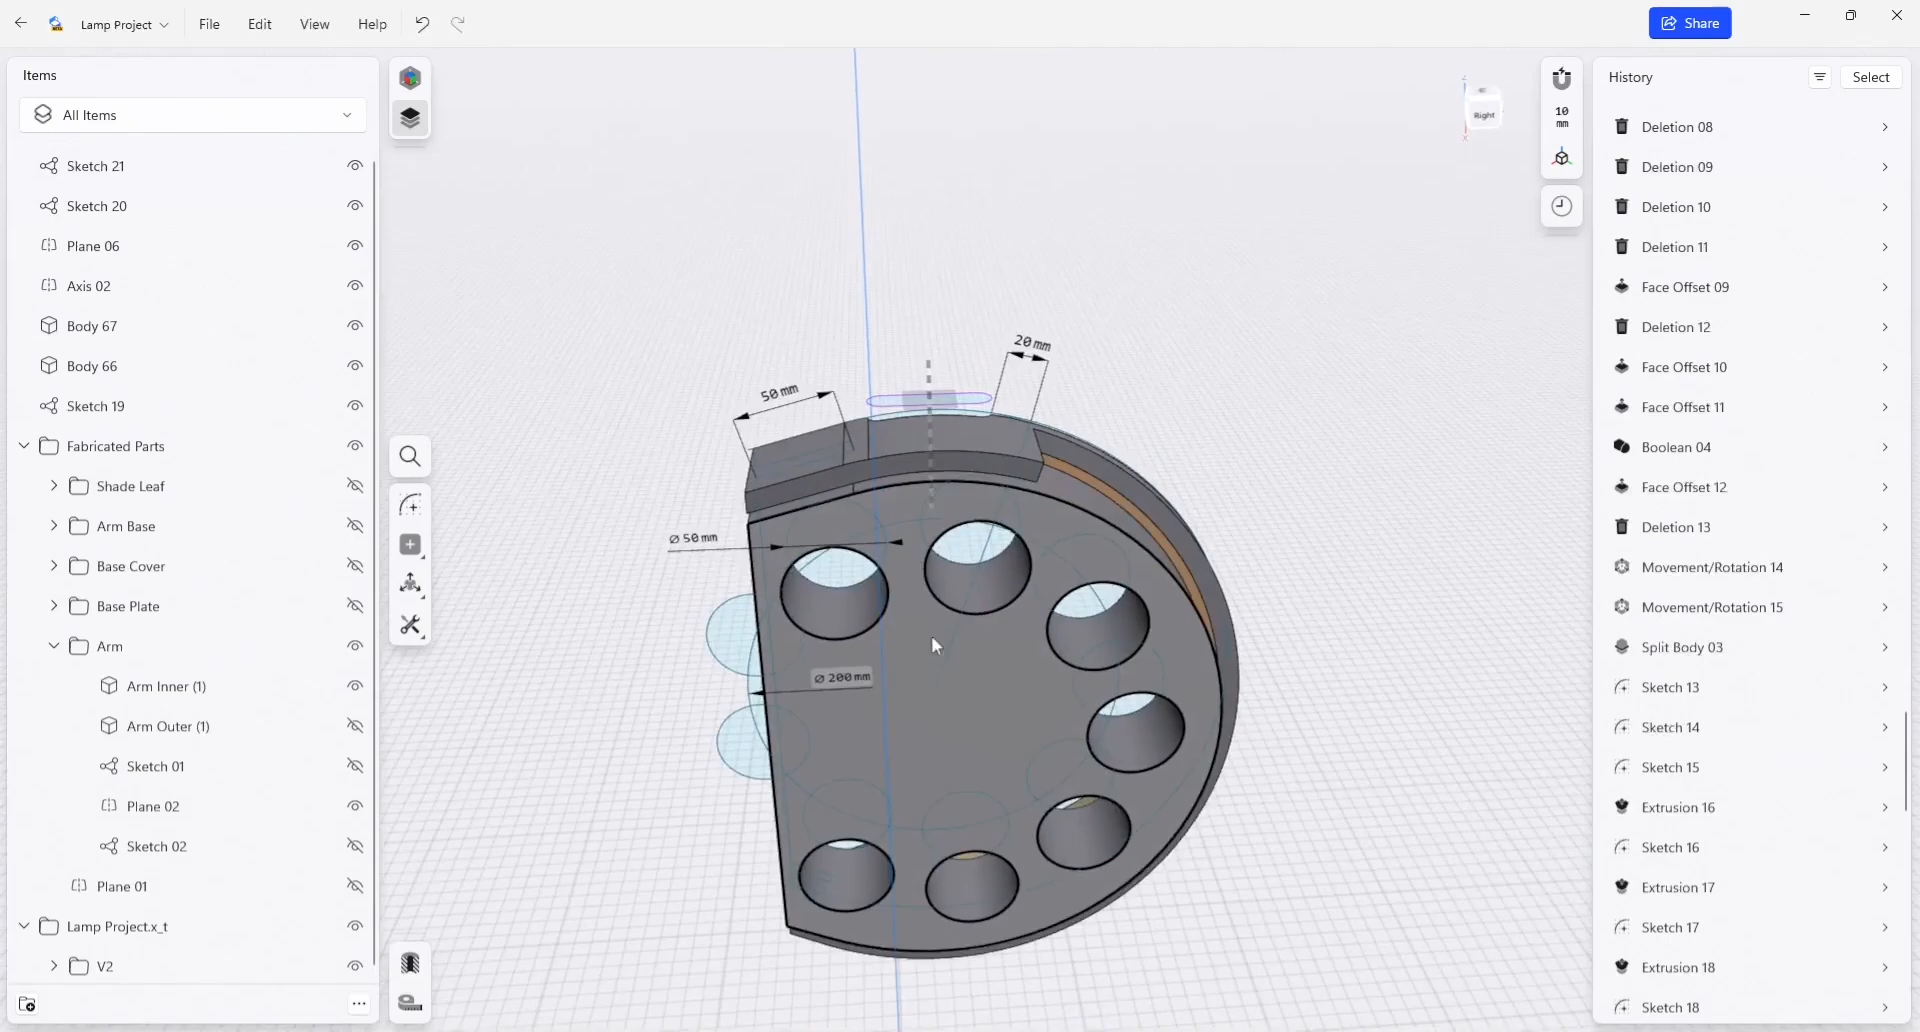 Lamp Project
File
Edit
View
Help
Share
Items
All Items
Sketch 21
Sketch 20
Plane 06
Axis 02
Body 67
Body 66
Sketch 19
Fabricated Parts
Shade Leaf
Arm Base
Base Cover
Base Plate
Arm
Arm Inner (1)
Arm Outer (1)
Sketch 01
Plane 02
Sketch 02
Plane 01
Lamp Project.x_t
V2
20 mm
50 mm
Ø 50 mm
Ø 200 mm
Right
Z
X
10
mm
History
Select
Deletion 08
Deletion 09
Deletion 10
Deletion 11
Face Offset 09
Deletion 12
Face Offset 10
Face Offset 11
Boolean 04
Face Offset 12
Deletion 13
Movement/Rotation 14
Movement/Rotation 15
Split Body 03
Sketch 13
Sketch 14
Sketch 15
Extrusion 16
Sketch 16
Extrusion 17
Sketch 17
Extrusion 18
Sketch 18